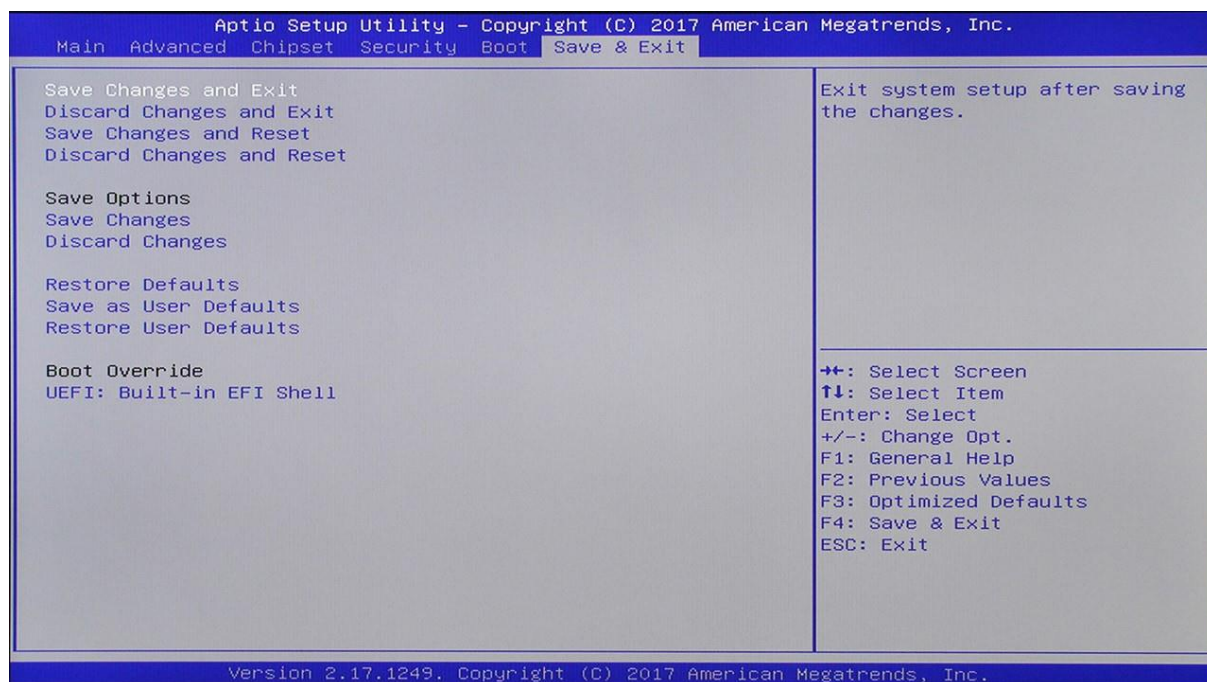 Aptio Setup Utility – Copyright (C) 2017 American Megatrends, Inc.
Main Advanced Chipset Security Boot Save & Exit
Save Changes and Exit
Discard Changes and Exit
Save Changes and Reset
Discard Changes and Reset
Save Options
Save Changes
Discard Changes
Restore Defaults
Save as User Defaults
Restore User Defaults
Boot Override
UEFI: Built-in EFI Shell
Exit system setup after saving
the changes.
→←: Select Screen
↑↓: Select Item
Enter: Select
+/-: Change Opt.
F1: General Help
F2: Previous Values
F3: Optimized Defaults
F4: Save & Exit
ESC: Exit
Version 2.17.1249. Copyright (C) 2017 American Megatrends, Inc.